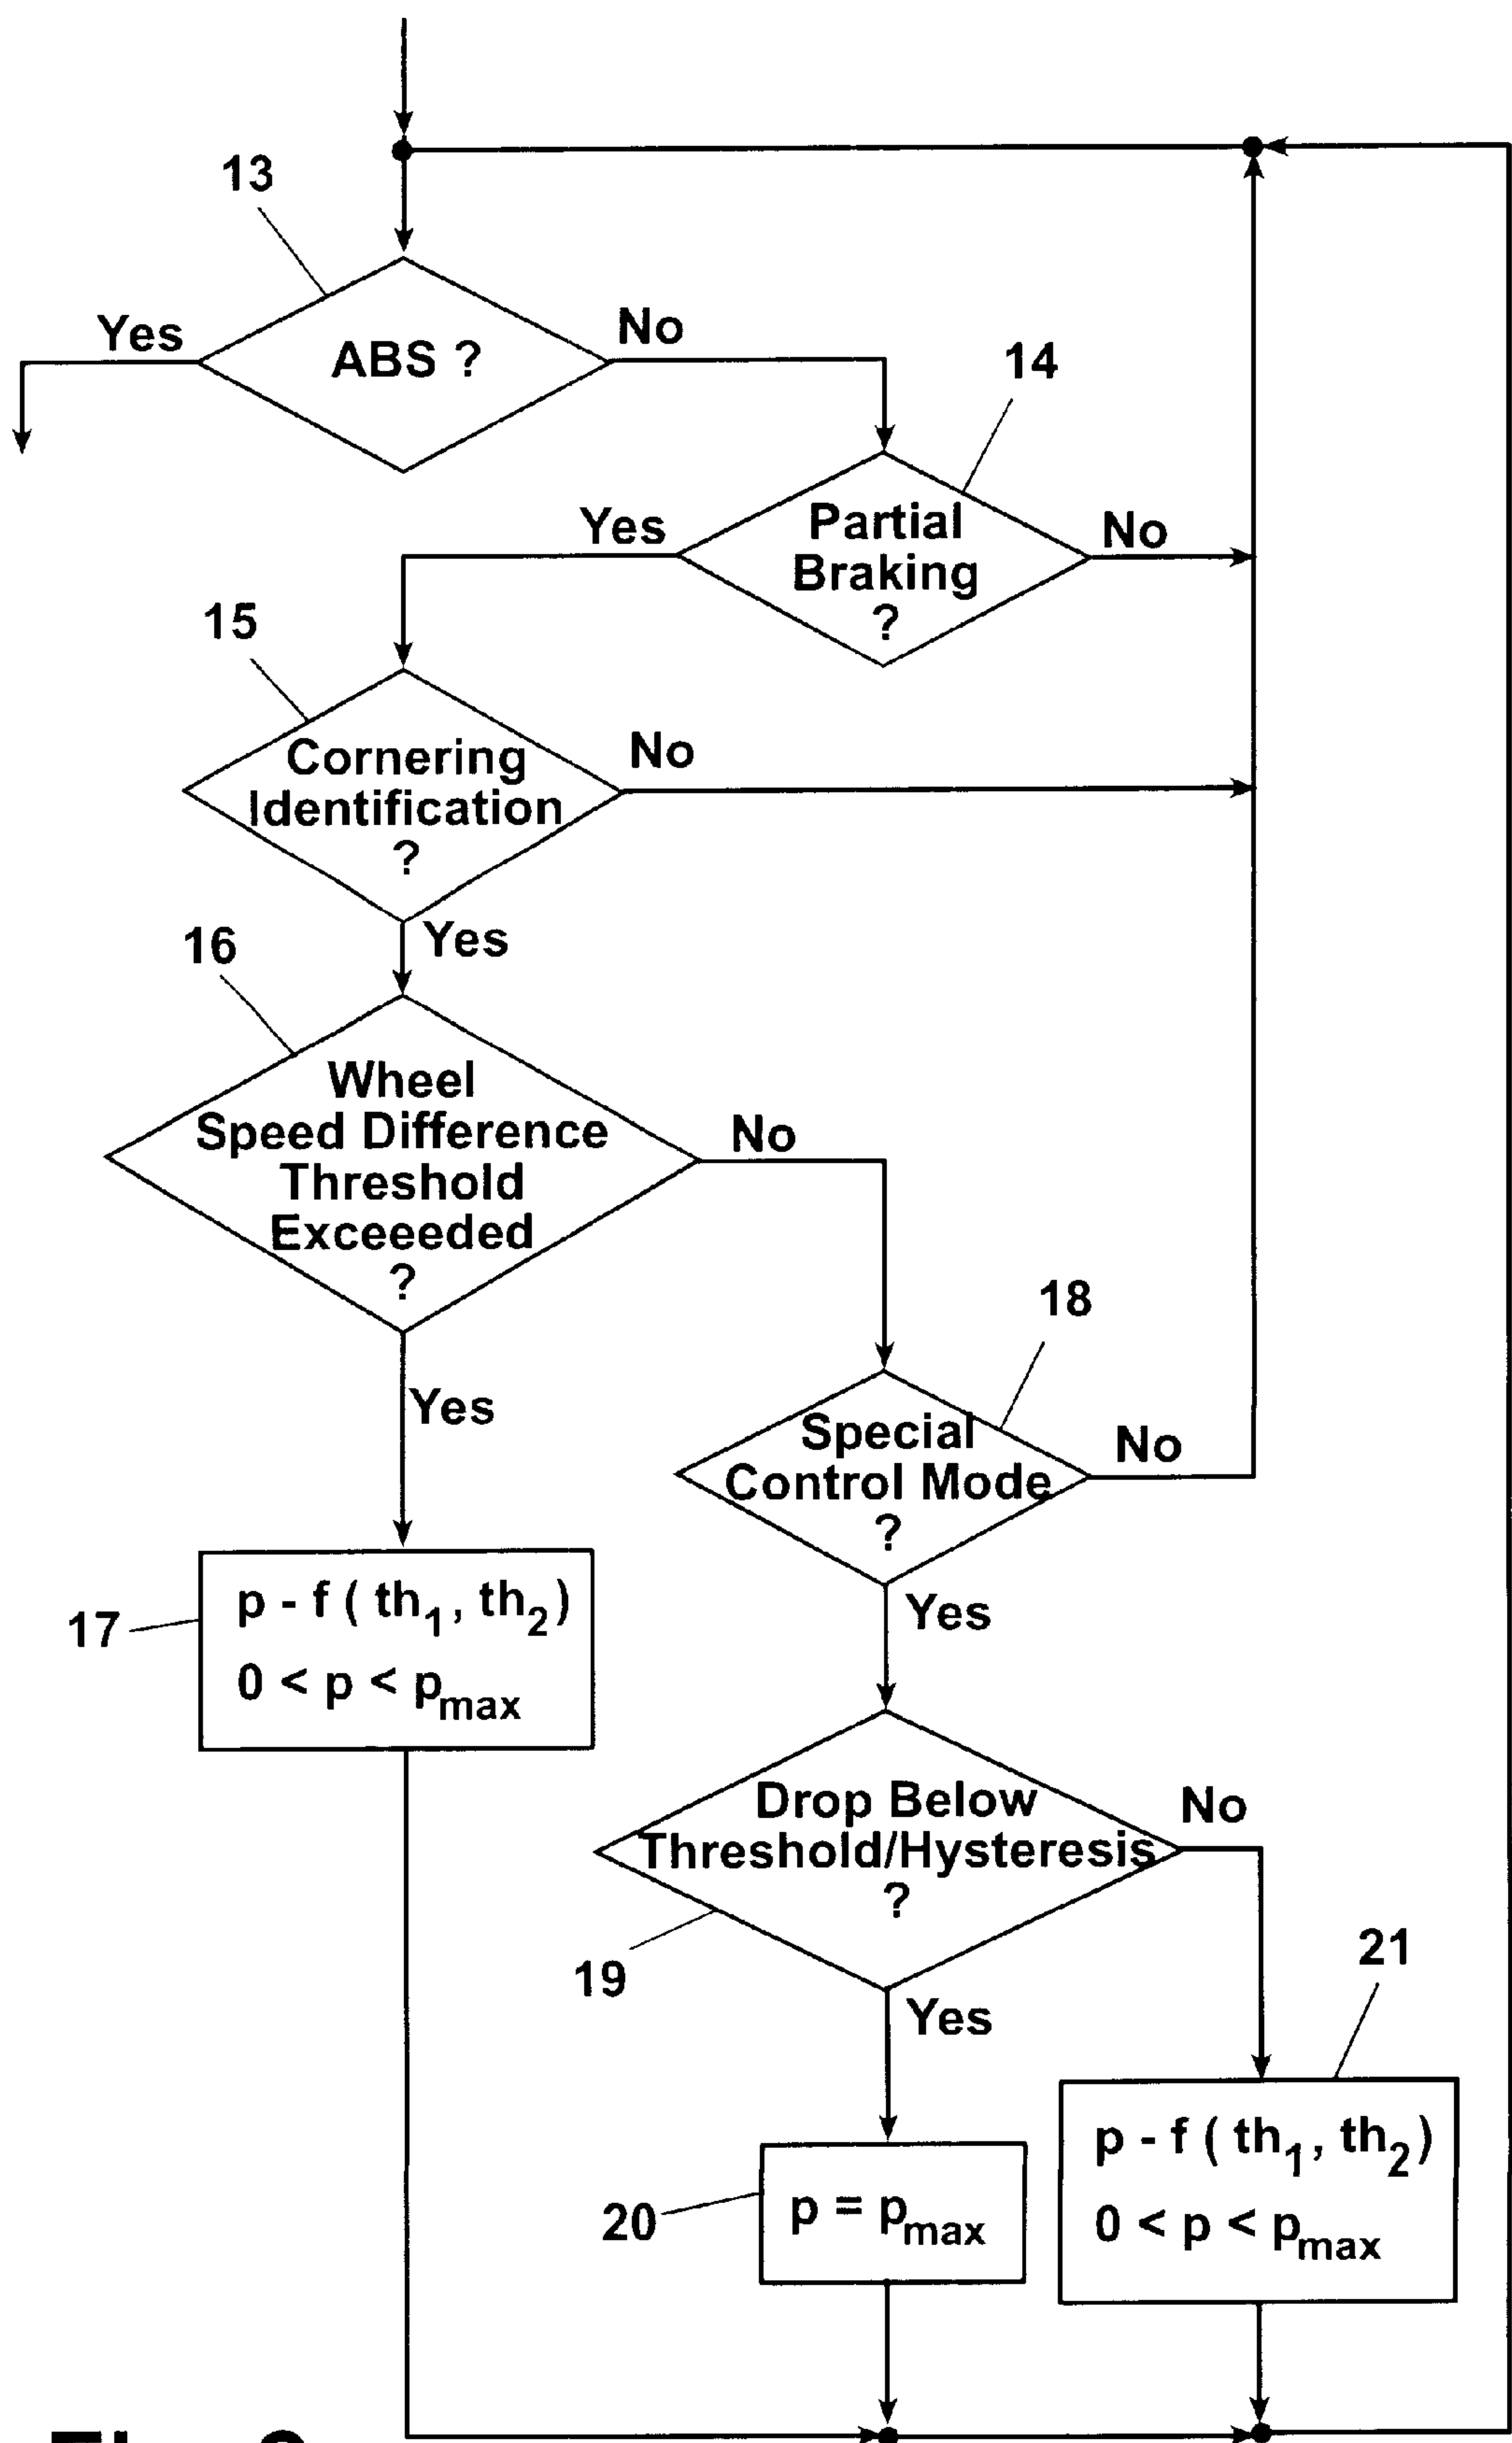 13
Yes
ABS ?
No
14
Yes
Partial
Braking
?
No
15
Cornering
Identification
?
No
Yes
16
Wheel
Speed Difference
Threshold
Exceeeded
?
No
18
Yes
Special
Control Mode
?
No
17
p - f ( th1, th2 )
0 < p < pmax
Yes
Drop Below
Threshold/Hysteresis
?
No
19
21
Yes
p - f ( th1, th2 )
0 < p < pmax
20
p = pmax